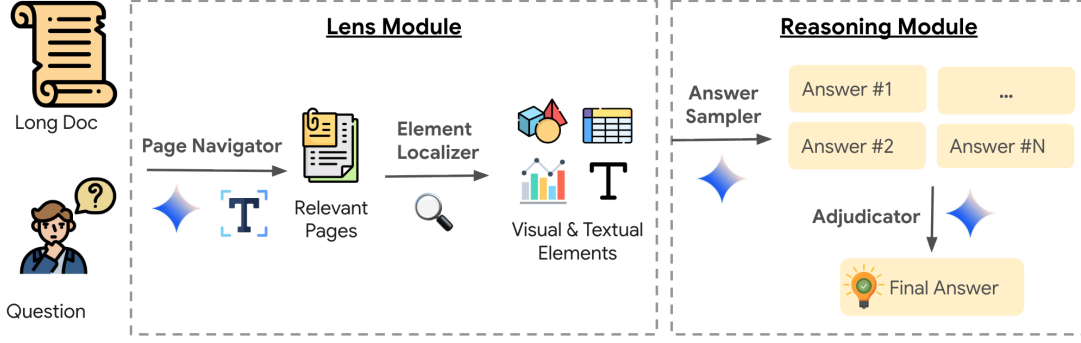 Long Doc
Question
Lens Module
Page Navigator
T
Relevant
Pages
Element
Localizer
T
Visual & Textual
Elements
Reasoning Module
Answer
Sampler
Answer #1
...
Answer #2
Answer #N
Adjudicator
Final Answer